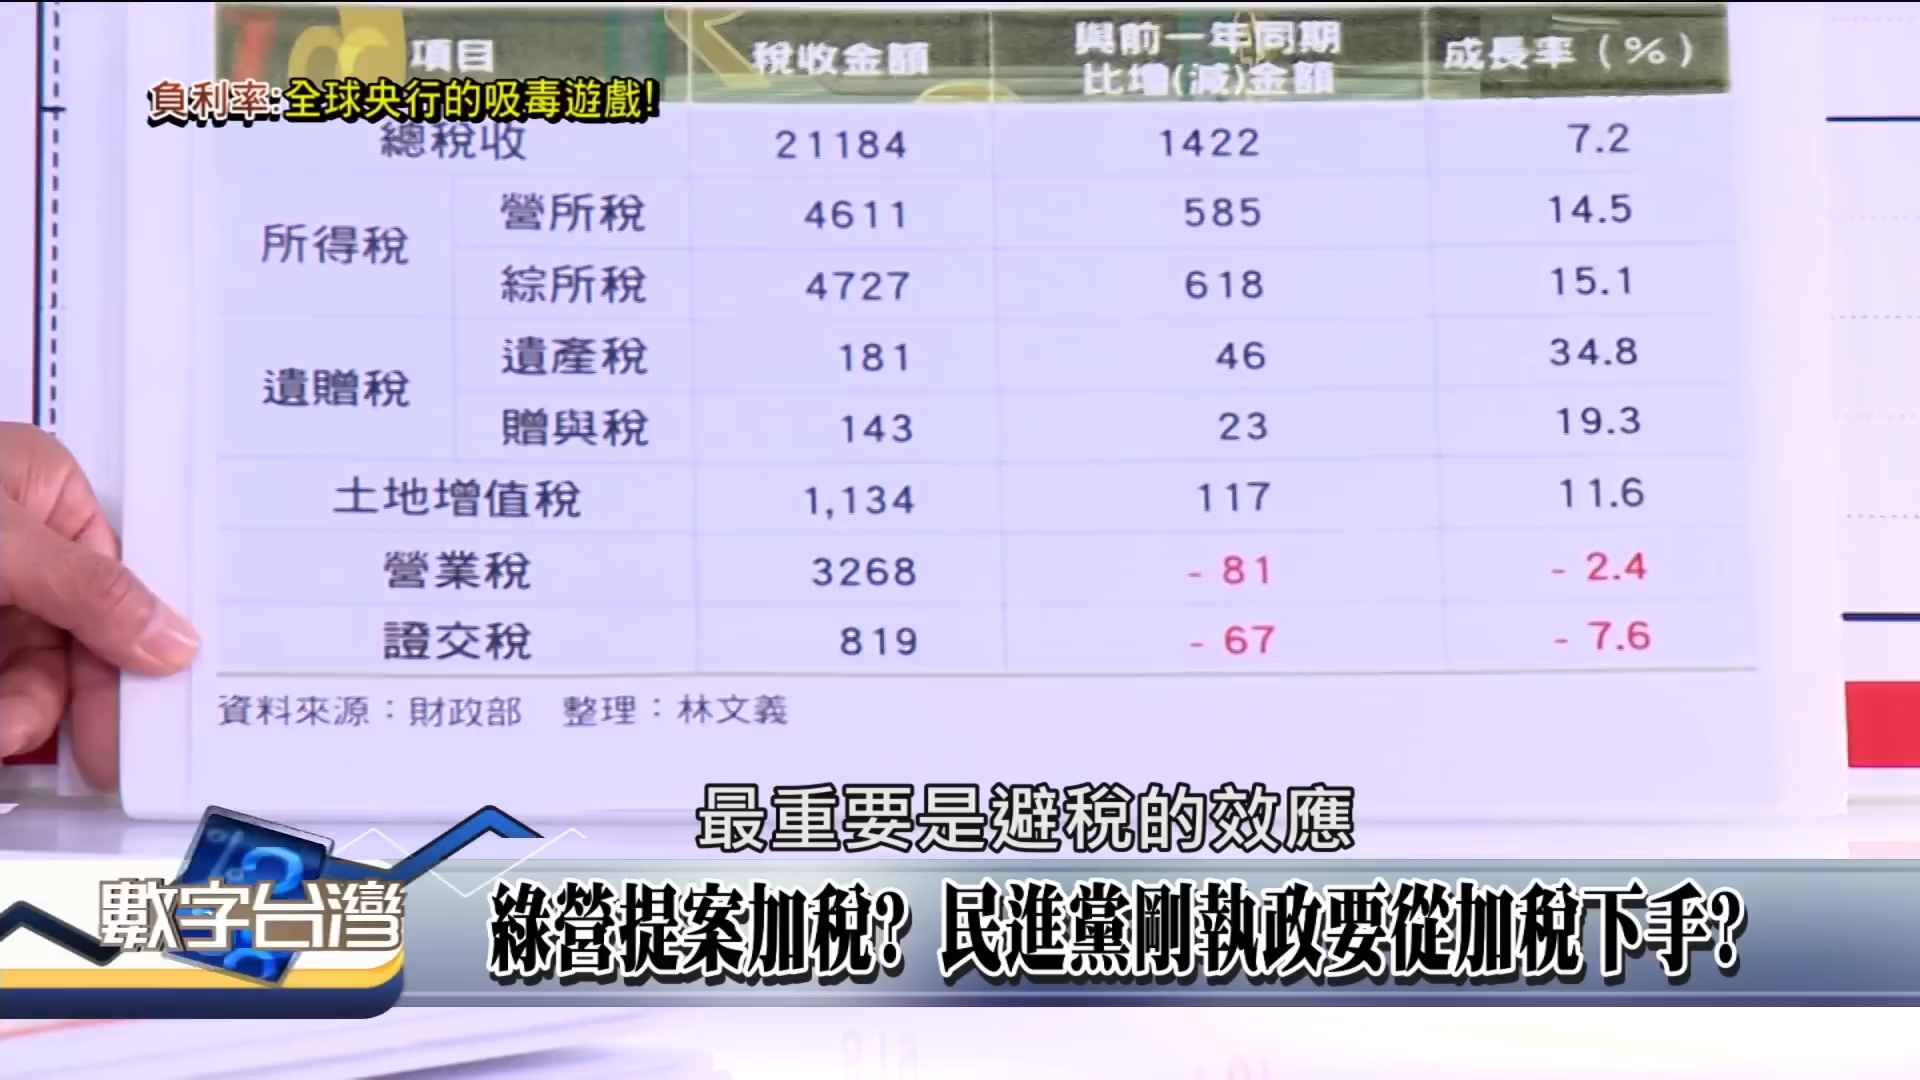 項目 稅收金額 與前一年同期比增(減)金額 成長率（%）
負利率:全球央行的吸毒遊戲!
總稅收 21184 1422 7.2
所得稅 營所稅 4611 585 14.5
綜所稅 4727 618 15.1
遺贈稅 遺產稅 181 46 34.8
贈與稅 143 23 19.3
土地增值稅 1,134 117 11.6
營業稅 3268 - 81 - 2.4
證交稅 819 - 67 - 7.6
資料來源：財政部 整理：林文義
最重要是避稅的效應
數字台灣
綠營提案加稅? 民進黨剛執政要從加稅下手?